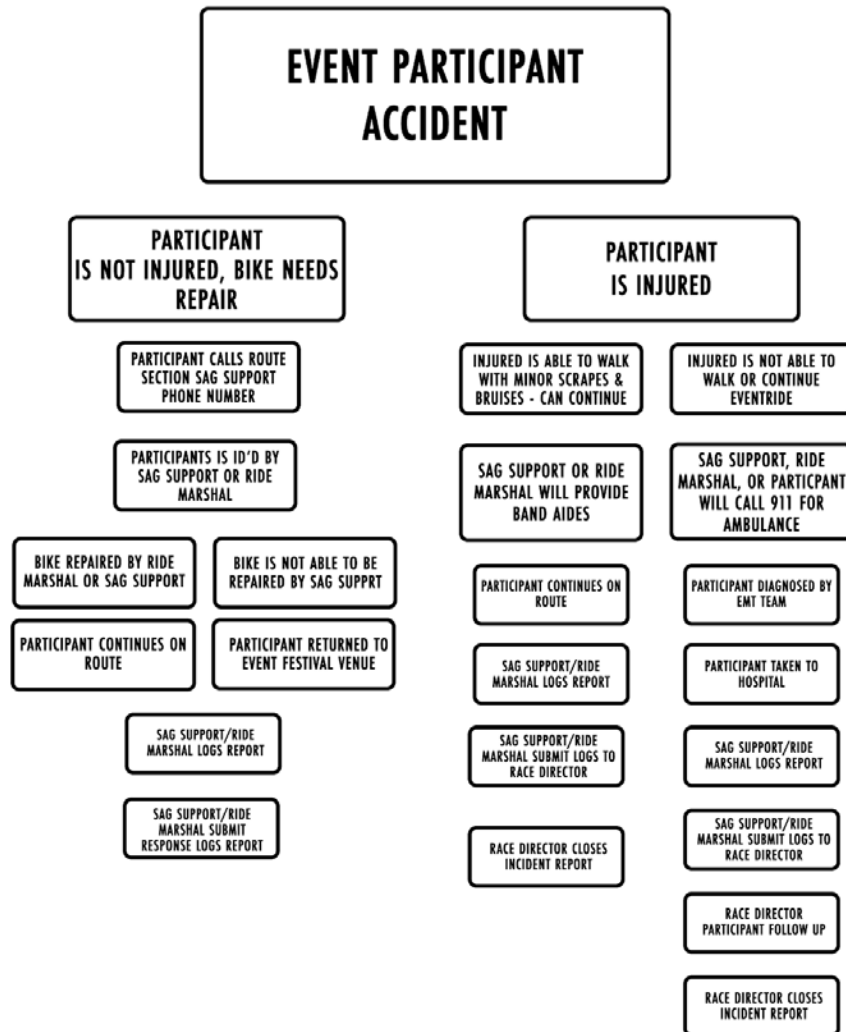 EVENT PARTICIPANT
ACCIDENT
PARTICIPANT
IS NOT INJURED, BIKE NEEDS
REPAIR
PARTICIPANT CALLS ROUTE
SECTION SAG SUPPORT
PHONE NUMBER
PARTICIPANTS IS ID'D BY
SAG SUPPORT OR RIDE
MARSHAL
BIKE REPAIRED BY RIDE
MARSHAL OR SAG SUPPORT
BIKE IS NOT ABLE TO BE
REPAIRED BY SAG SUPPRT
PARTICIPANT CONTINUES ON
ROUTE
PARTICIPANT RETURNED TO
EVENT FESTIVAL VENUE
SAG SUPPORT/RIDE
MARSHAL LOGS REPORT
SAG SUPPORT/RIDE
MARSHAL SUBMIT
RESPONSE LOGS REPORT
PARTICIPANT
IS INJURED
INJURED IS ABLE TO WALK
WITH MINOR SCRAPES &
BRUISES - CAN CONTINUE
SAG SUPPORT OR RIDE
MARSHAL WILL PROVIDE
BAND AIDES
PARTICIPANT CONTINUES ON
ROUTE
SAG SUPPORT/RIDE
MARSHAL LOGS REPORT
SAG SUPPORT/RIDE
MARSHAL SUBMIT LOGS TO
RACE DIRECTOR
RACE DIRECTOR CLOSES
INCIDENT REPORT
INJURED IS NOT ABLE TO
WALK OR CONTINUE
EVENTRIDE
SAG SUPPORT, RIDE
MARSHAL, OR PARTICPANT
WILL CALL 911 FOR
AMBULANCE
PARTICIPANT DIAGNOSED BY
EMT TEAM
PARTICIPANT TAKEN TO
HOSPITAL
SAG SUPPORT/RIDE
MARSHAL LOGS REPORT
SAG SUPPORT/RIDE
MARSHAL SUBMIT LOGS TO
RACE DIRECTOR
RACE DIRECTOR
PARTICIPANT FOLLOW UP
RACE DIRECTOR CLOSES
INCIDENT REPORT